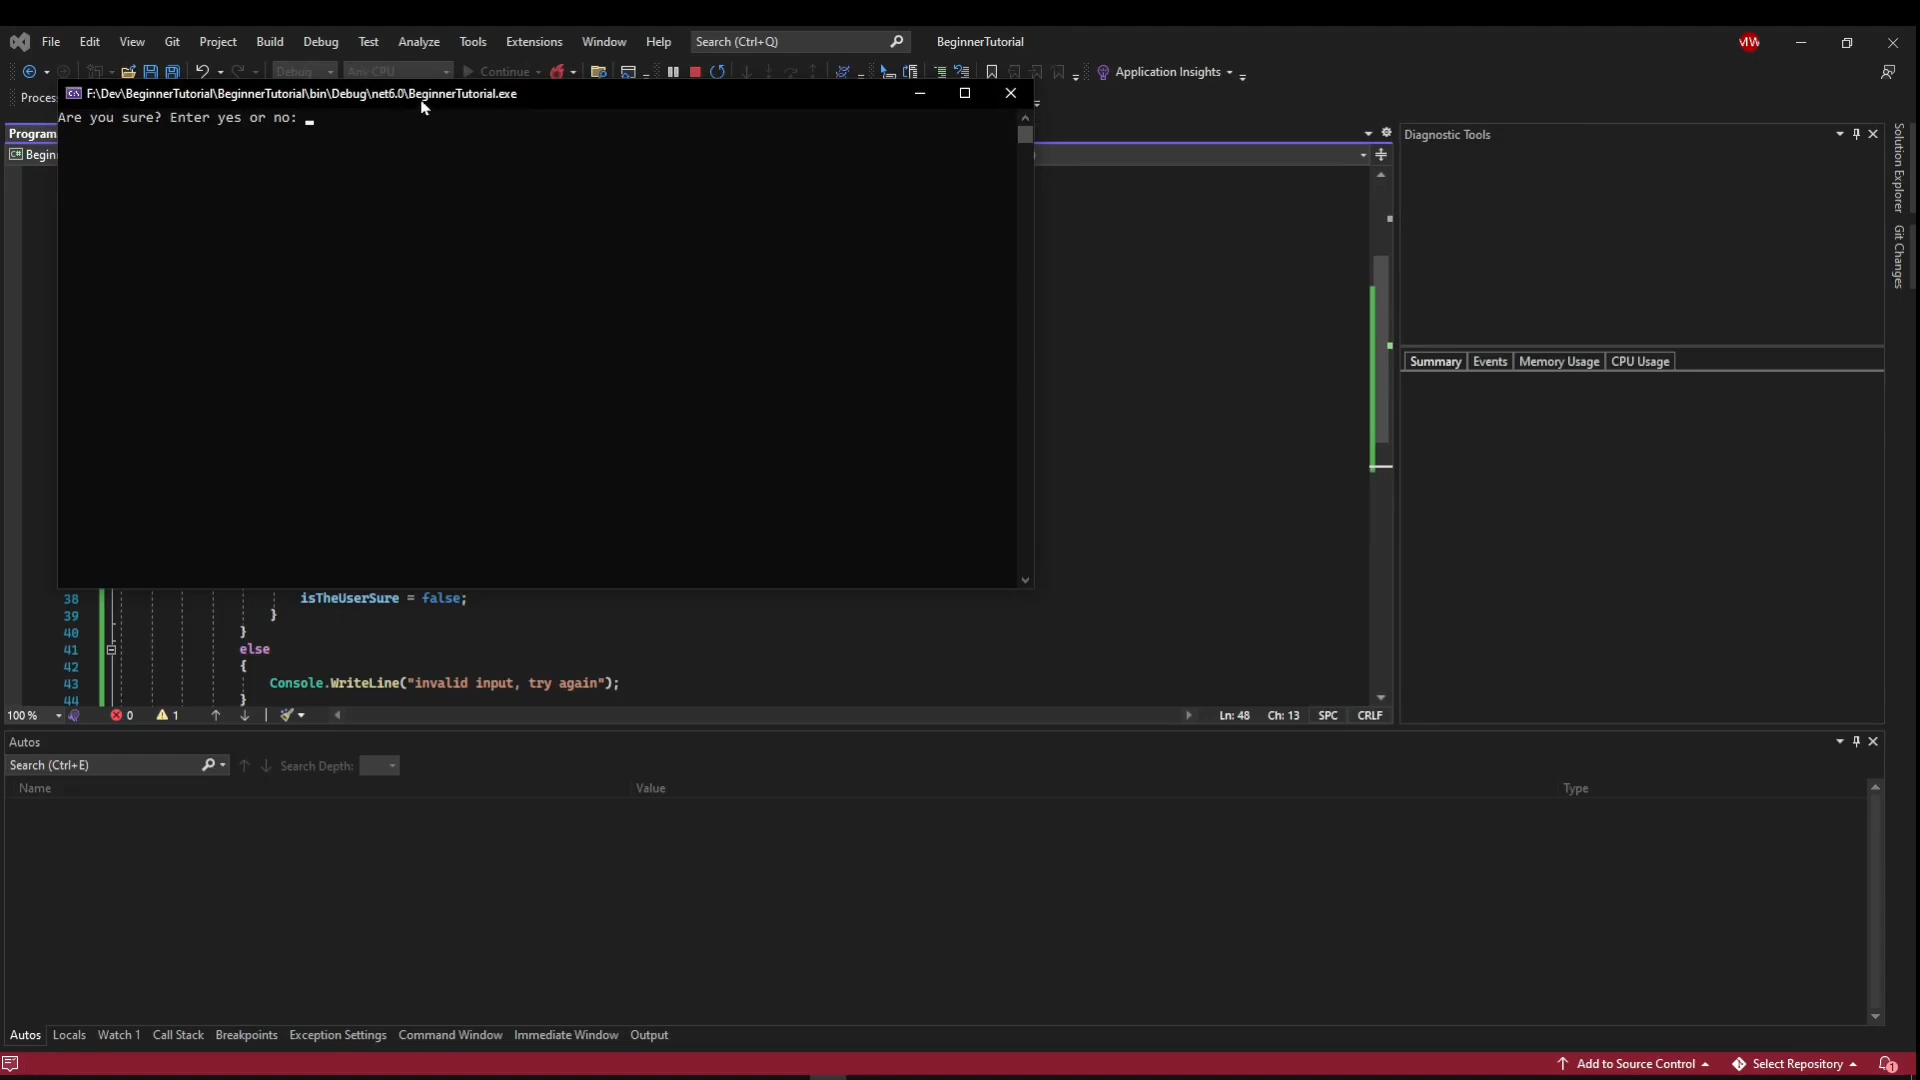 File Edit View Git Project Build Debug Test Analyze Tools Extensions Window Help Search (Ctrl+Q) BeginnerTutorial MW
Debug Any CPU Continue Application Insights
Proces
F:\Dev\BeginnerTutorial\BeginnerTutorial\bin\Debug\net6.0\BeginnerTutorial.exe
Are you sure? Enter yes or no:
Program
C# Begin
Diagnostic Tools
Solution Explorer
Git Changes
Summary Events Memory Usage CPU Usage
38 isTheUserSure = false;
39 }
40 }
41 else
42 {
43 Console.WriteLine("invalid input, try again");
44 }
100 % 0 1 Ln: 48 Ch: 13 SPC CRLF
Autos
Search (Ctrl+E) Search Depth:
Name Value Type
Autos Locals Watch 1 Call Stack Breakpoints Exception Settings Command Window Immediate Window Output
Add to Source Control Select Repository 1